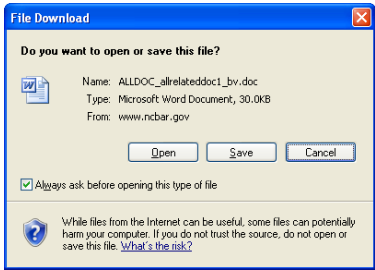 File Download
Do you want to open or save this file?
Name: ALLDOC_allrelateddoc1_bv.doc
Type: Microsoft Word Document, 30.0KB
From: www.ncbar.gov
Open Save Cancel
Always ask before opening this type of file
While files from the Internet can be useful, some files can potentially
harm your computer. If you do not trust the source, do not open or
save this file. What's the risk?